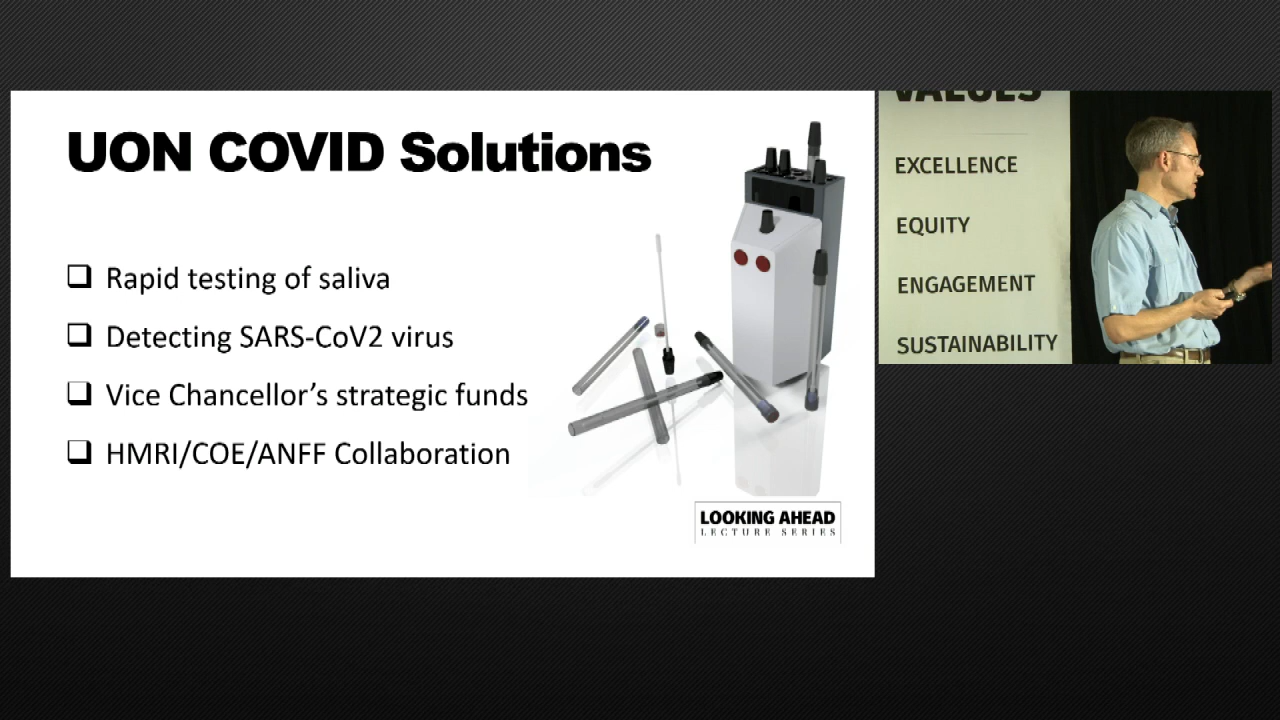 UON COVID Solutions
Rapid testing of saliva
Detecting SARS-CoV2 virus
Vice Chancellor’s strategic funds
HMRI/COE/ANFF Collaboration
LOOKING AHEAD
LECTURE SERIES
VALUES
EXCELLENCE
EQUITY
ENGAGEMENT
SUSTAINABILITY